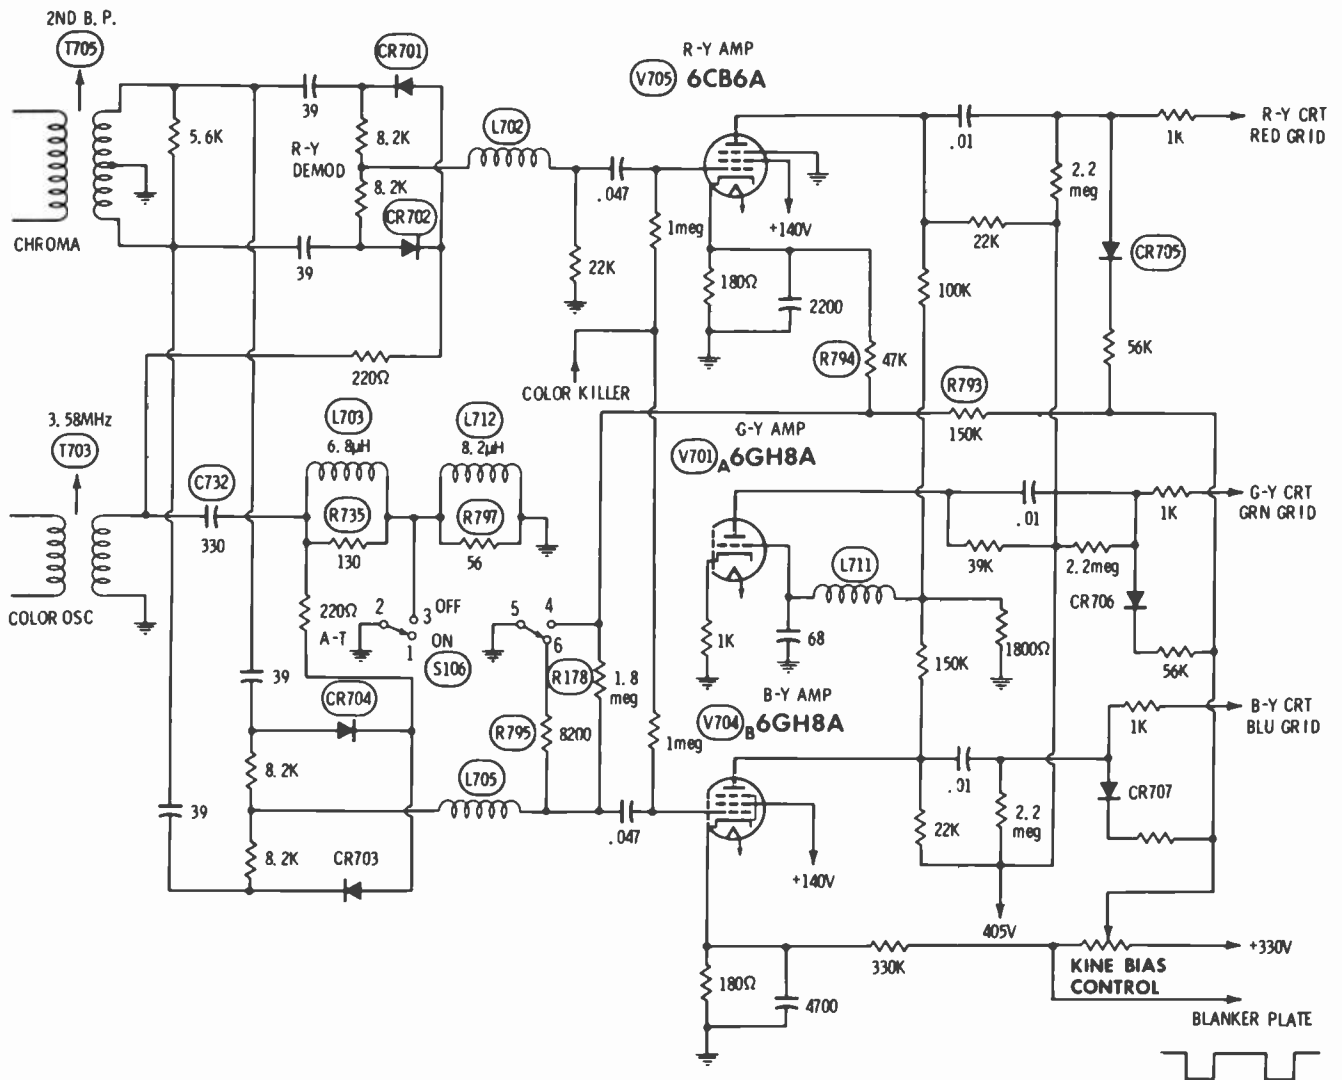 2ND B. P.
T705
CR701
R-Y AMP
V705 6CB6A
39
5.6K
8.2K
R-Y
DEMOD
L702
8.2K
CR702
.047
1meg
+140V
.01
2.2
meg
1K
R-Y CRT
RED GRID
CHROMA
39
22K
180Ω
2200
22K
100K
CR705
220Ω
COLOR KILLER
R794
47K
R793
150K
56K
3.58MHz
T703
C732
330
L703
6.8µH
L712
8.2µH
R735
130
R797
56
G-Y AMP
V701 A 6GH8A
.01
1K
G-Y CRT
GRN GRID
39K
2.2meg
CR706
L711
COLOR OSC
220Ω
A-T
2
3
OFF
ON
1
S106
5
4
6
R178
1.8
meg
1K
68
150K
1800Ω
56K
39
CR704
B-Y AMP
V704 B 6GH8A
1K
B-Y CRT
BLU GRID
R795
8200
1meg
8.2K
L705
.01
CR707
39
.047
22K
2.2
meg
8.2K
CR703
+140V
405V
330K
+330V
KINE BIAS
CONTROL
180Ω
4700
BLANKER PLATE